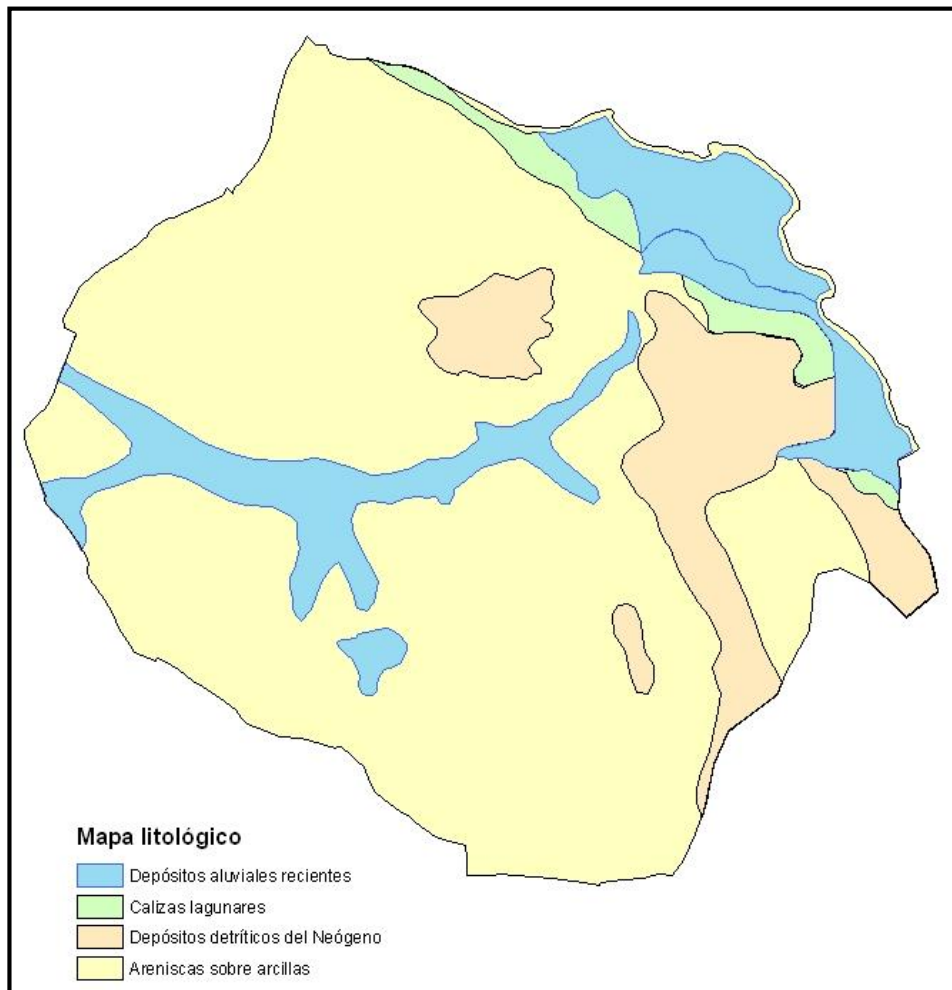 Mapa litológico
Depósitos aluviales recientes
Calizas lagunares
Depósitos detríticos del Neógeno
Areniscas sobre arcillas